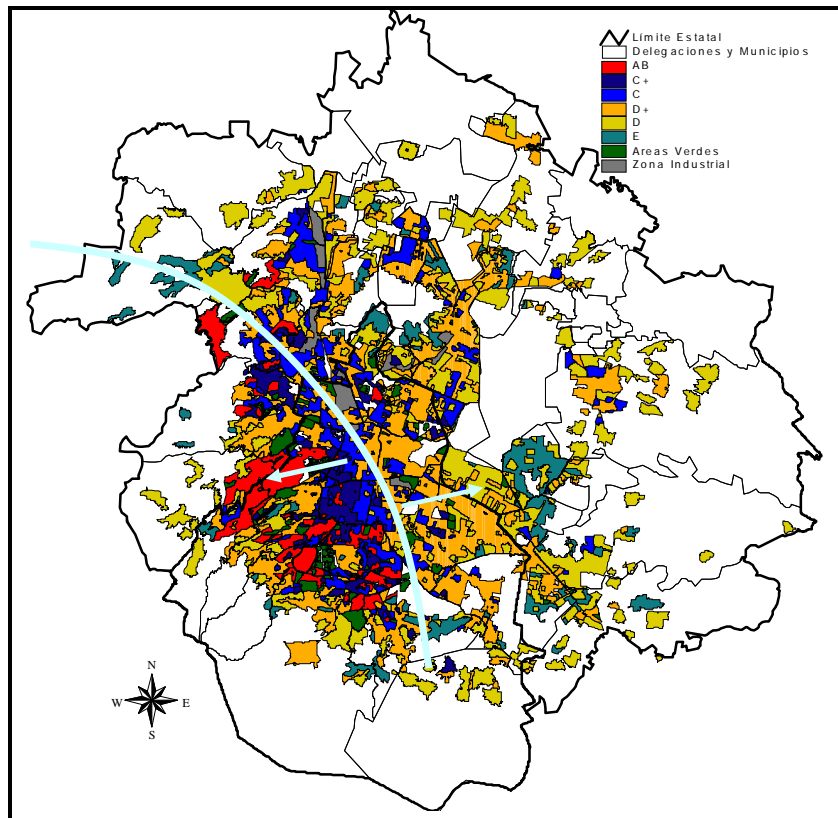 Límite Estatal
Delegaciones y Municipios
AB
C+
C
D+
D
E
Areas Verdes
Zona Industrial
N
W E
S